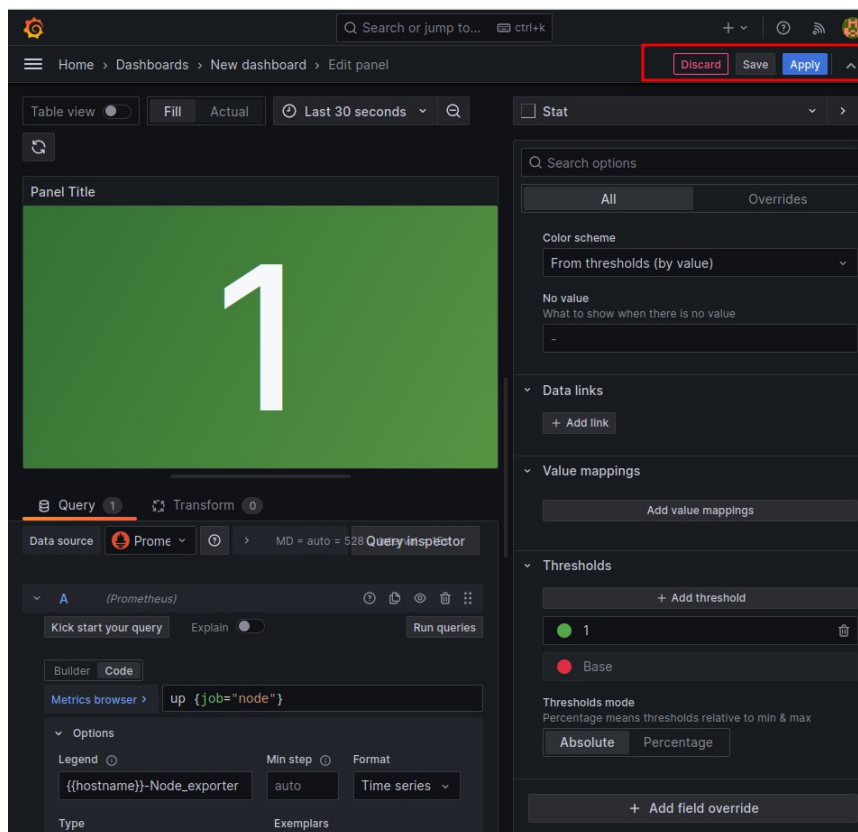 Search or jump to... ctrl+k
Home › Dashboards › New dashboard › Edit panel
Discard Save Apply
Table view Fill Actual Last 30 seconds
Panel Title
1
Query 1 Transform 0
Data source Prome MD = auto = 528 Query inspector
A (Prometheus)
Kick start your query Explain Run queries
Builder Code
Metrics browser › up {job="node"}
Options
Legend Min step Format
{{hostname}}-Node_exporter auto Time series
Type Exemplars
Stat
Search options
All Overrides
Color scheme
From thresholds (by value)
No value
What to show when there is no value
-
Data links
+ Add link
Value mappings
Add value mappings
Thresholds
+ Add threshold
1
Base
Thresholds mode
Percentage means thresholds relative to min & max
Absolute Percentage
+ Add field override